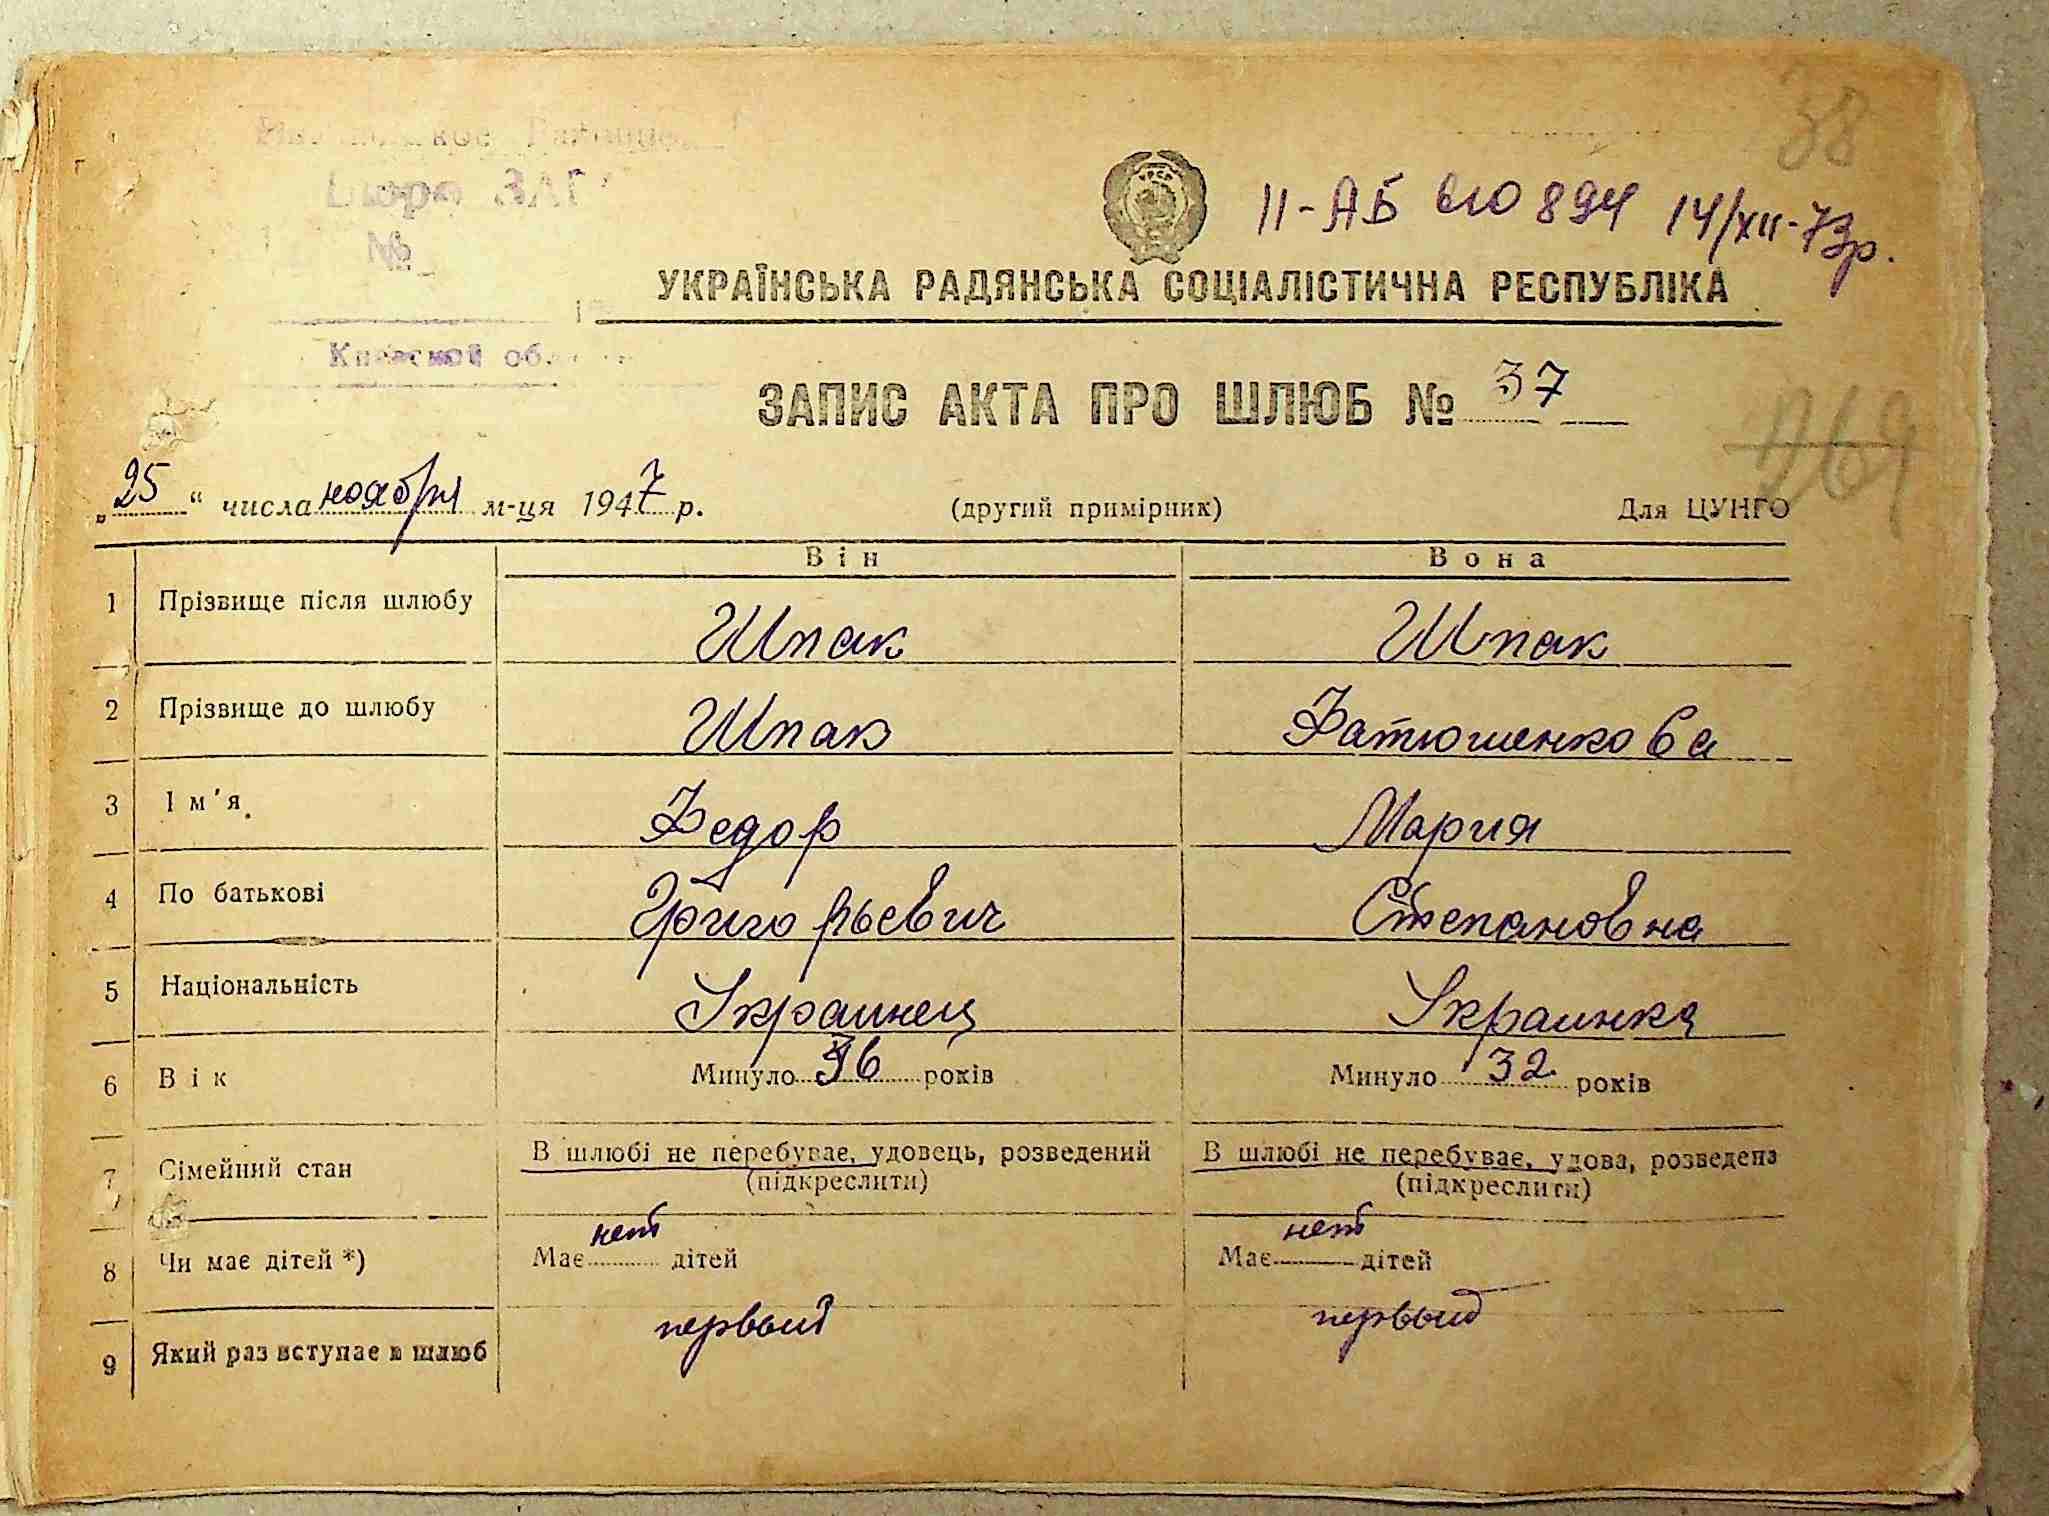 38
Бюро ЗАГ
№
Киевской об
УРСР
II-АБ 610894 14/XII-73р.
УКРАЇНСЬКА РАДЯНСЬКА СОЦІАЛІСТИЧНА РЕСПУБЛІКА
ЗАПИС АКТА ПРО ШЛЮБ № 37
„25“ числа ноября м-ця 1947 р. (другий примірник) Для ЦУНГО
Він Вона
1 Прізвище після шлюбу Шпак Шпак
2 Прізвище до шлюбу Шпак Фатюшенкова
3 Ім'я Федор Мария
4 По батькові Григорьевич Степановна
5 Національність Украинец Украинка
6 Вік Минуло 36 років Минуло 32 років
7 Сімейний стан В шлюбі не перебуває, удовець, розведений В шлюбі не перебуває, удова, розведена
(підкреслити) (підкреслити)
8 Чи має дітей *) Має нет дітей Має нет дітей
9 Який раз вступає в шлюб первый первый